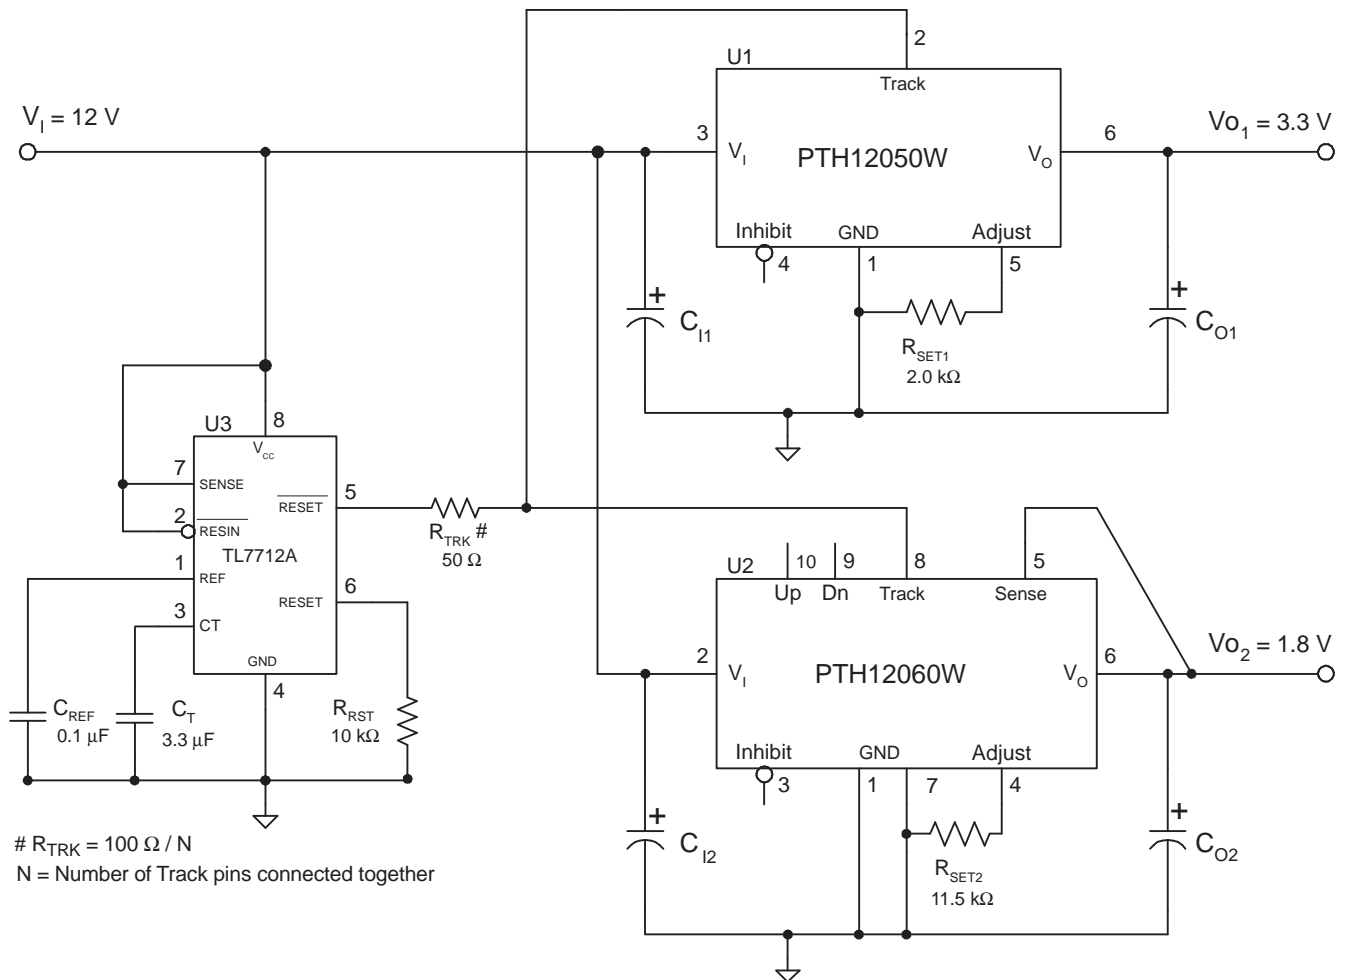 V_I = 12 V
U1
2
Track
3
V_I
PTH12050W
V_O
6
Vo_1 = 3.3 V
Inhibit
4
GND
1
Adjust
5
+
C_I1
R_SET1
2.0 kΩ
+
C_O1
U3
8
V_cc
7
SENSE
2
RESIN
TL7712A
1
REF
3
CT
RESET
5
RESET
6
GND
4
R_TRK #
50 Ω
C_REF
0.1 μF
C_T
3.3 μF
R_RST
10 kΩ
U2
10
Up
9
Dn
8
Track
5
Sense
2
V_I
PTH12060W
V_O
6
Vo_2 = 1.8 V
Inhibit
3
GND
1
7
Adjust
4
+
C_I2
R_SET2
11.5 kΩ
+
C_O2
# R_TRK = 100 Ω / N
N = Number of Track pins connected together